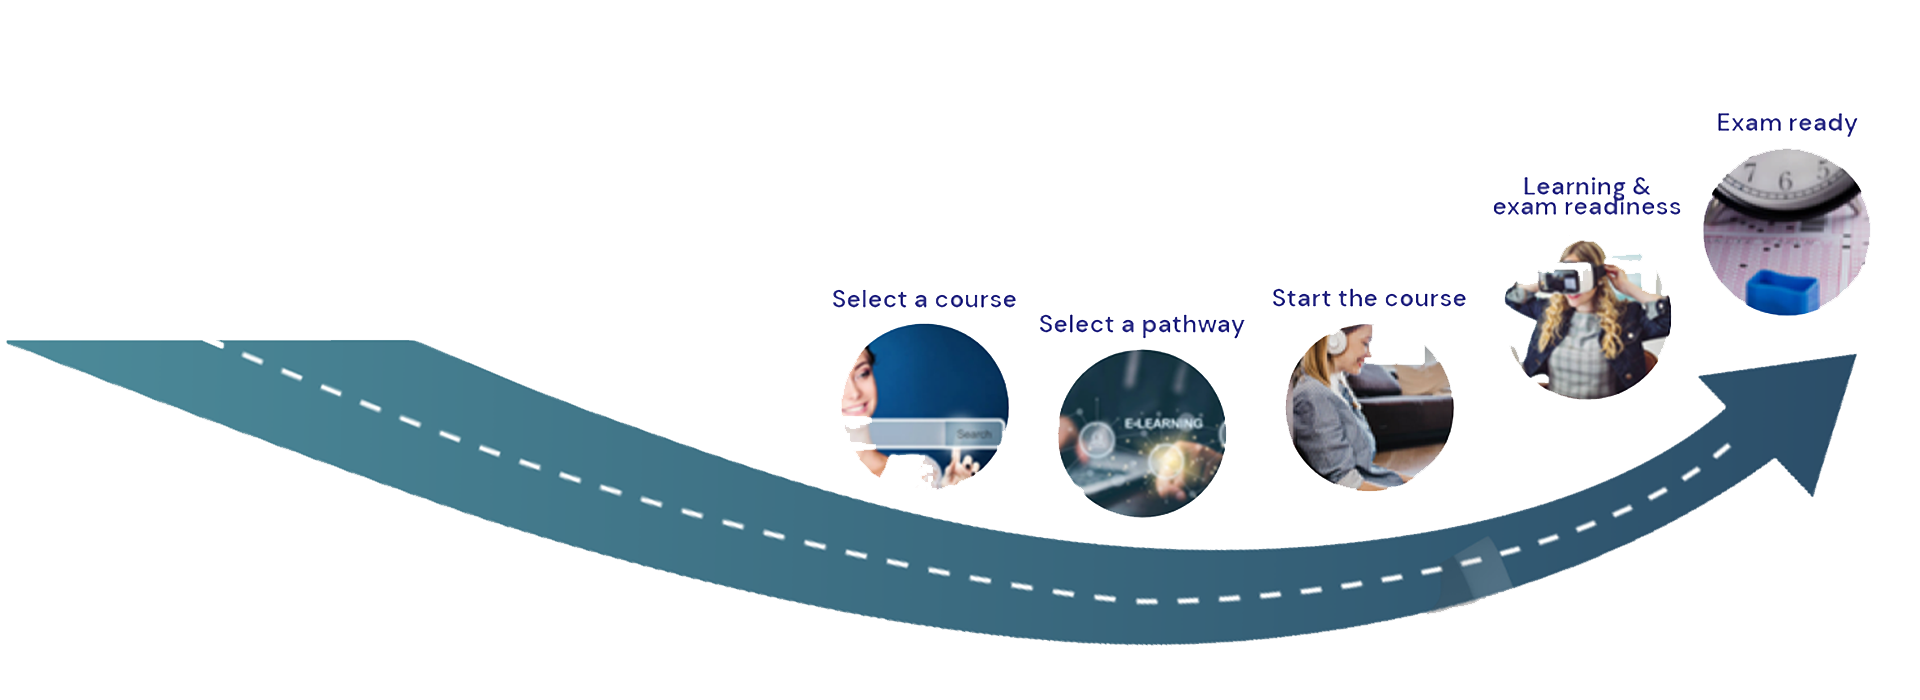 Exam ready
Learning &
exam readiness
Select a course
Start the course
Select a pathway
7
6
5
E-LEARNING
Search